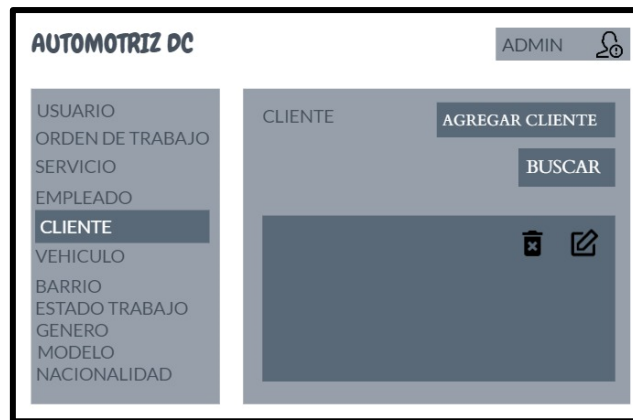 AUTOMOTRIZ DC
ADMIN
USUARIO
ORDEN DE TRABAJO
SERVICIO
EMPLEADO
CLIENTE
VEHICULO
BARRIO
ESTADO TRABAJO
GENERO
MODELO
NACIONALIDAD
CLIENTE
AGREGAR CLIENTE
BUSCAR